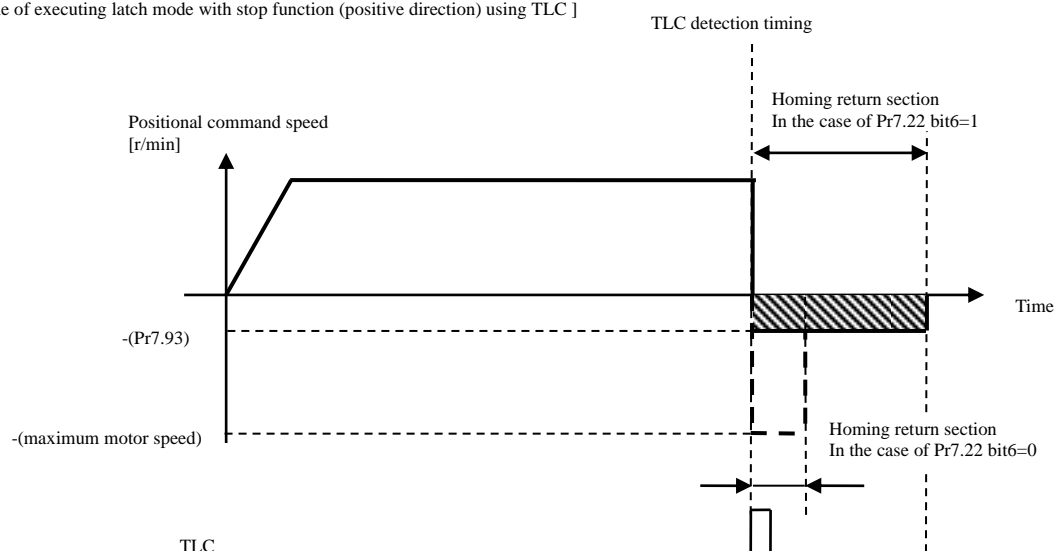 e of executing latch mode with stop function (positive direction) using TLC ]
TLC detection timing
Homing return section
In the case of Pr7.22 bit6=1
Positional command speed
[r/min]
Time
-(Pr7.93)
-(maximum motor speed)
Homing return section
In the case of Pr7.22 bit6=0
TLC